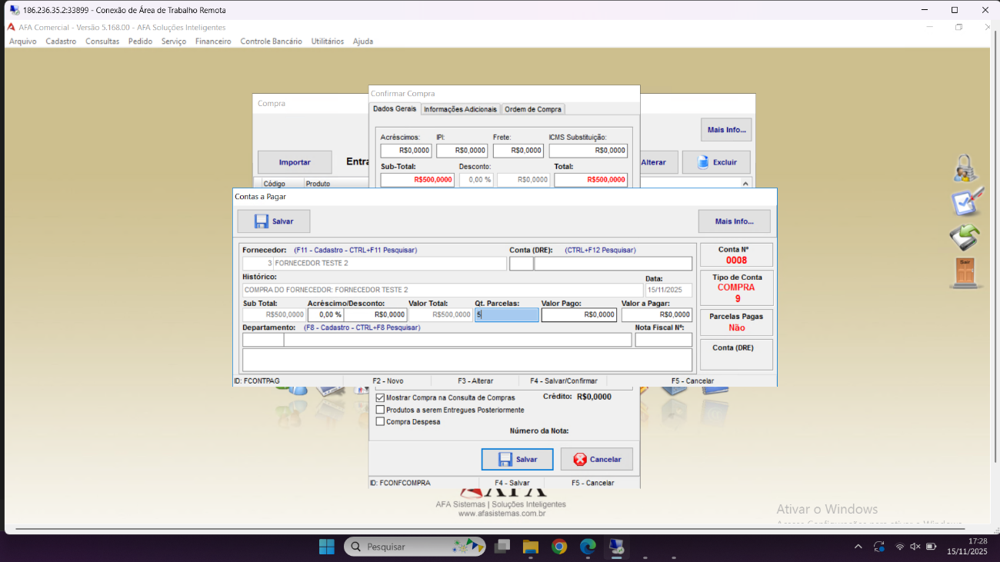 186.236.35.2:33899 - Conexão de Área de Trabalho Remota
AFA Comercial - Versão 5.168.00 - AFA Soluções Inteligentes
Arquivo Cadastro Consultas Pedido Serviço Financeiro Controle Bancário Utilitários Ajuda
Confirmar Compra
Compra
Dados Gerais Informações Adicionais Ordem de Compra
Mais Info...
Acréscimos: IPI: Frete: ICMS Substituição:
R$0,0000 R$0,0000 R$0,0000 R$0,0000
Importar Entra Alterar Excluir
Sub-Total: Desconto: Total:
R$500,0000 0,00 % R$0,0000 R$500,0000
Código Produto
Contas a Pagar
Salvar Mais Info...
Fornecedor: (F11 - Cadastro - CTRL+F11 Pesquisar) Conta (DRE): (CTRL+F12 Pesquisar)
Conta Nº
0008
3 FORNECEDOR TESTE 2
Histórico:
Data:
Tipo de Conta
COMPRA
9
COMPRA DO FORNECEDOR: FORNECEDOR TESTE 2 15/11/2025
Sub Total: Acréscimo/Desconto: Valor Total: Qt. Parcelas: Valor Pago: Valor a Pagar:
R$500,0000 0,00 % R$0,0000 R$500,0000 5 R$0,0000 R$0,0000
Parcelas Pagas
Não
Departamento: (F8 - Cadastro - CTRL+F8 Pesquisar) Nota Fiscal Nº:
Conta (DRE)
ID: FCONTPAG F2 - Novo F3 - Alterar F4 - Salvar/Confirmar F5 - Cancelar
Mostrar Compra na Consulta de Compras Crédito: R$0,0000
Produtos a serem Entregues Posteriormente
Compra Despesa
Número da Nota:
Salvar Cancelar
ID: FCONFCOMPRA F4 - Salvar F5 - Cancelar
AFA
AFA Sistemas | Soluções Inteligentes
www.afasistemas.com.br
Sair
Ativar o Windows
Acesse Configurações para ativar o Windows.
Pesquisar
17:28
15/11/2025